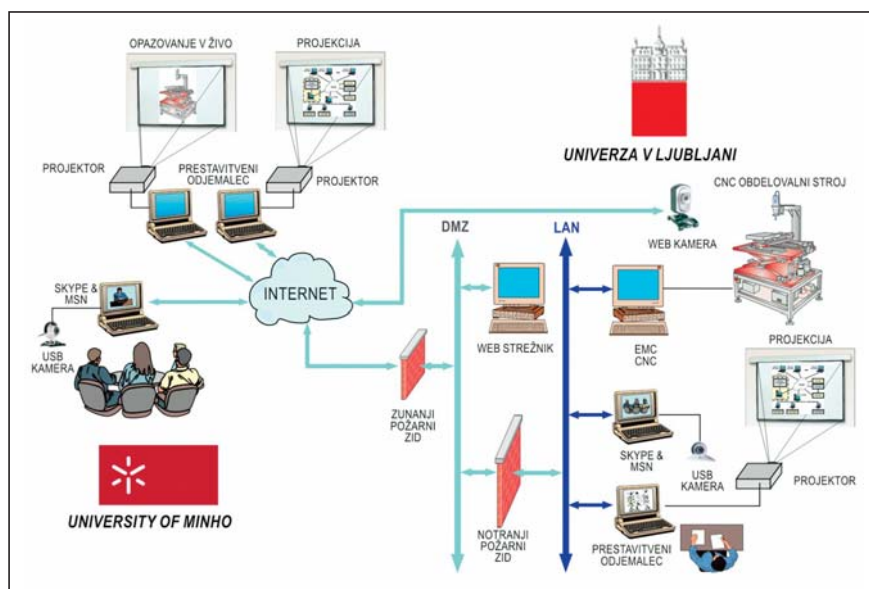 OPAZOVANJE V ŽIVO
PROJEKCIJA
PROJEKTOR
PRESTAVITVENI
ODJEMALEC
PROJEKTOR
UNIVERZA V LJUBLJANI
CNC OBDELOVALNI STROJ
WEB KAMERA
DMZ
LAN
SKYPE &
MSN
INTERNET
USB
KAMERA
WEB STREŽNIK
EMC
CNC
PROJEKCIJA
ZUNANJI
POŽARNI
ZID
SKYPE &
MSN
USB
KAMERA
PROJEKTOR
UNIVERSITY OF MINHO
NOTRANJI
POŽARNI
ZID
PRESTAVITVENI
ODJEMALEC